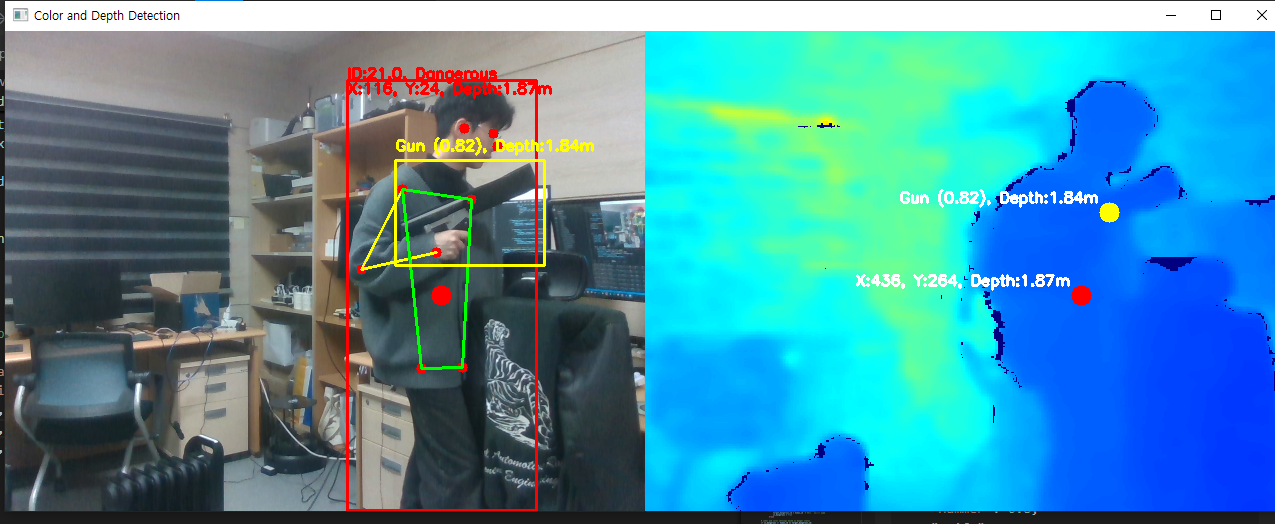 Color and Depth Detection
ID:21.0, Dangerous
X:116, Y:24, Depth:1.87m
Gun (0.82), Depth:1.84m
Gun (0.82), Depth:1.84m
X:436, Y:264, Depth:1.87m